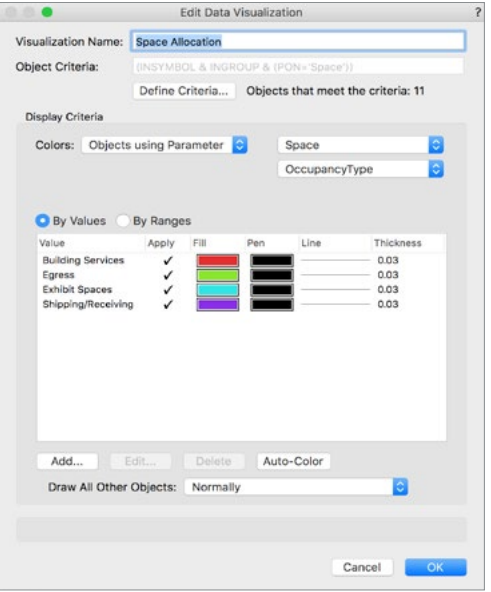 Edit Data Visualization ?
Visualization Name: Space Allocation
Object Criteria: (INSYMBOL & INGROUP & (PON='Space'))
Define Criteria... Objects that meet the criteria: 11
Display Criteria
Colors: Objects using Parameter Space
OccupancyType
By Values By Ranges
Value Apply Fill Pen Line Thickness
Building Services ✓ 0.03
Egress ✓ 0.03
Exhibit Spaces ✓ 0.03
Shipping/Receiving ✓ 0.03
Add... Edit... Delete Auto-Color
Draw All Other Objects: Normally
Cancel OK